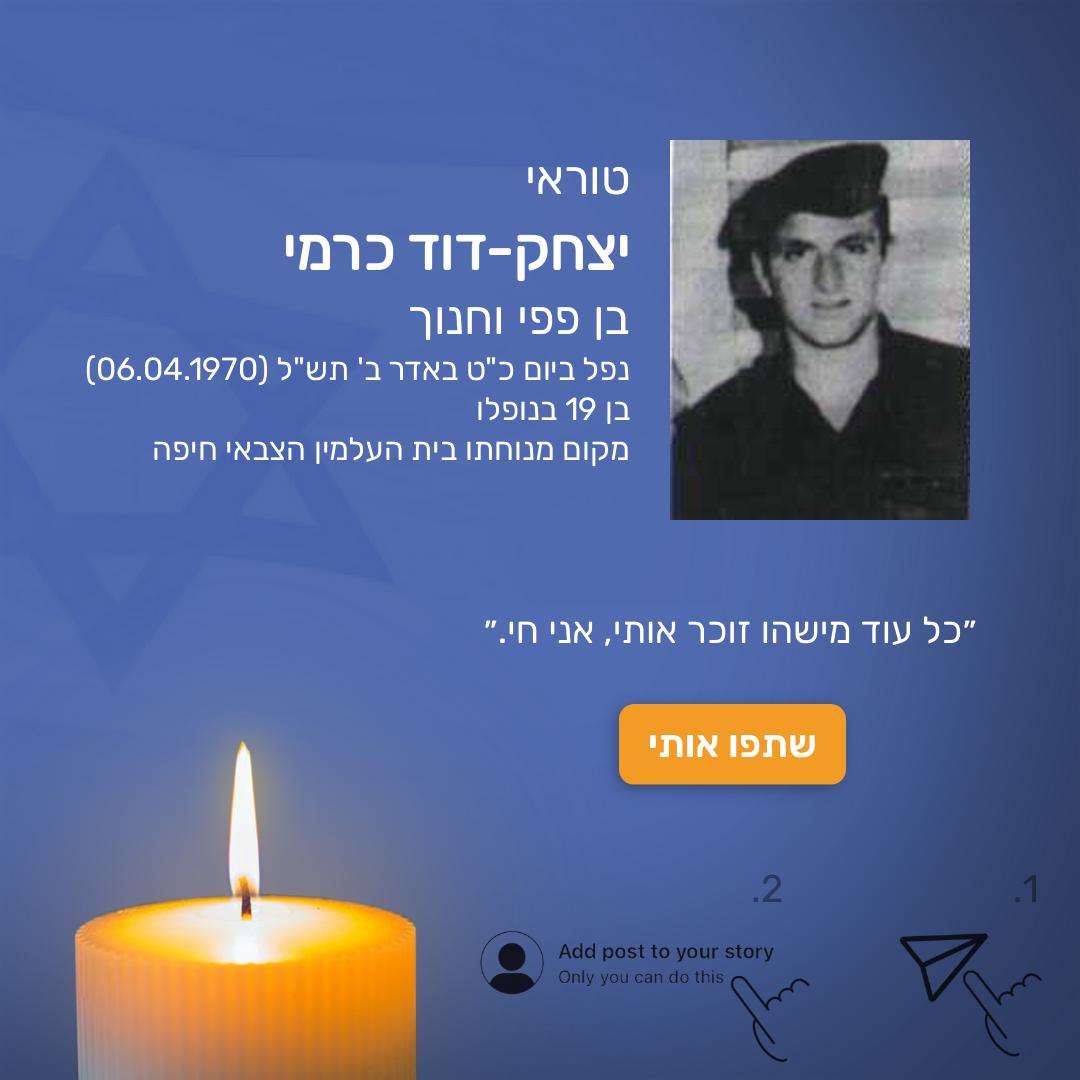 טוראי
יצחק-דוד כרמי
בן פפי וחנוך
נפל ביום כ"ט באדר ב' תש"ל (06.04.1970)
בן 19 בנופלו
מקום מנוחתו בית העלמין הצבאי חיפה
״כל עוד מישהו זוכר אותי, אני חי.״
שתפו אותי
1.
2.
Add post to your story
Only you can do this